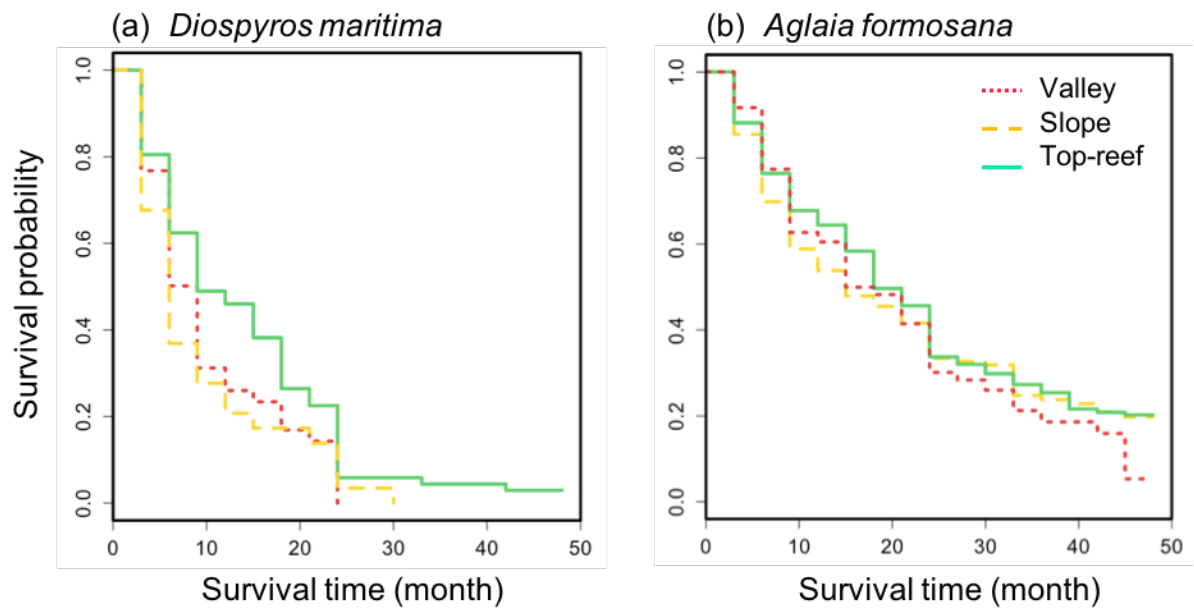 (a) Diospyros maritima
(b) Aglaia formosana
Survival probability
1.0
0.8
0.6
0.4
0.2
0.0
0 10 20 30 40 50
Survival time (month)
1.0
0.8
0.6
0.4
0.2
0.0
Valley
Slope
Top-reef
0 10 20 30 40 50
Survival time (month)